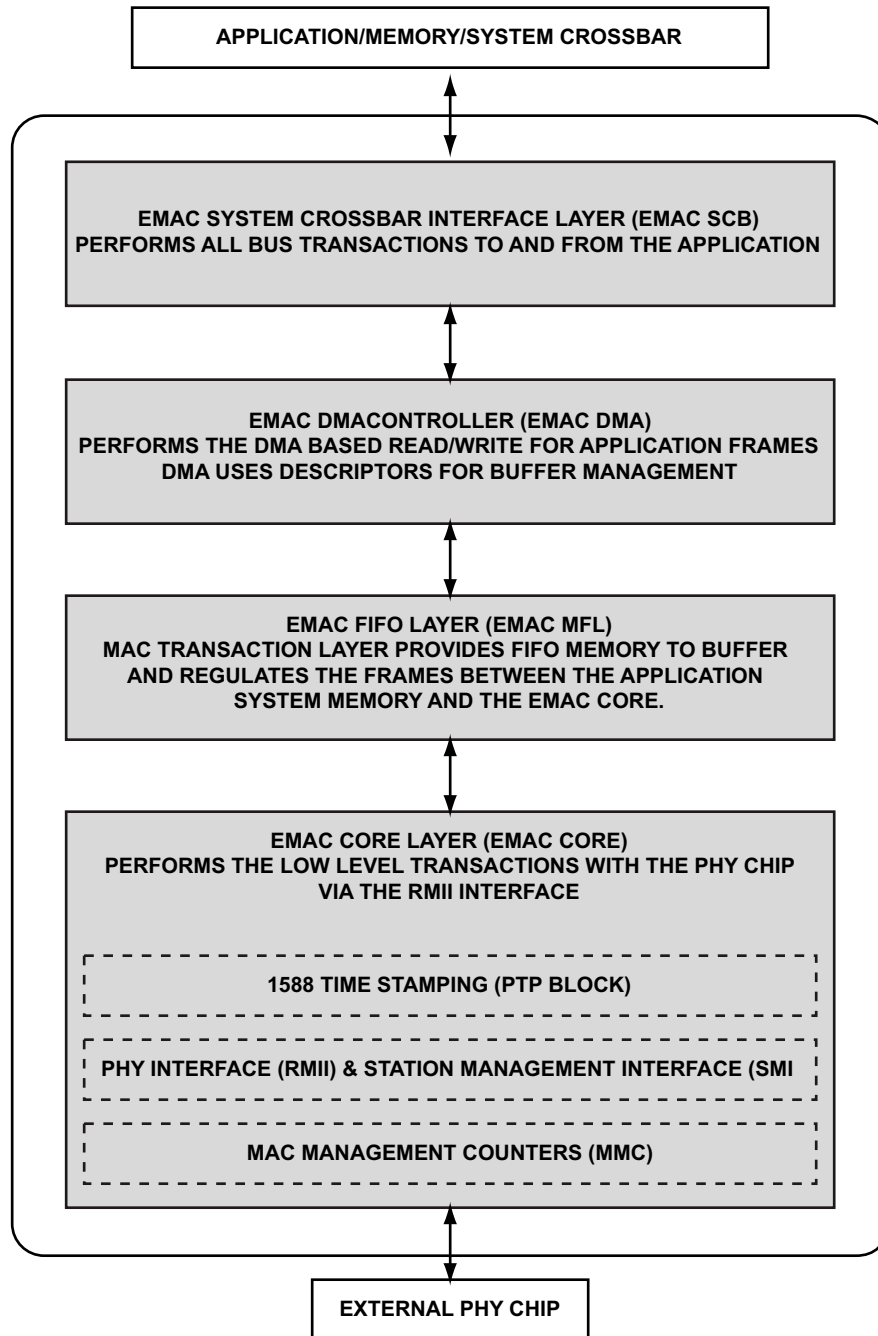 APPLICATION/MEMORY/SYSTEM CROSSBAR
EMAC SYSTEM CROSSBAR INTERFACE LAYER (EMAC SCB)
PERFORMS ALL BUS TRANSACTIONS TO AND FROM THE APPLICATION
EMAC DMACONTROLLER (EMAC DMA)
PERFORMS THE DMA BASED READ/WRITE FOR APPLICATION FRAMES
DMA USES DESCRIPTORS FOR BUFFER MANAGEMENT
EMAC FIFO LAYER (EMAC MFL)
MAC TRANSACTION LAYER PROVIDES FIFO MEMORY TO BUFFER
AND REGULATES THE FRAMES BETWEEN THE APPLICATION
SYSTEM MEMORY AND THE EMAC CORE.
EMAC CORE LAYER (EMAC CORE)
PERFORMS THE LOW LEVEL TRANSACTIONS WITH THE PHY CHIP
VIA THE RMII INTERFACE
1588 TIME STAMPING (PTP BLOCK)
PHY INTERFACE (RMII) & STATION MANAGEMENT INTERFACE (SMI
MAC MANAGEMENT COUNTERS (MMC)
EXTERNAL PHY CHIP